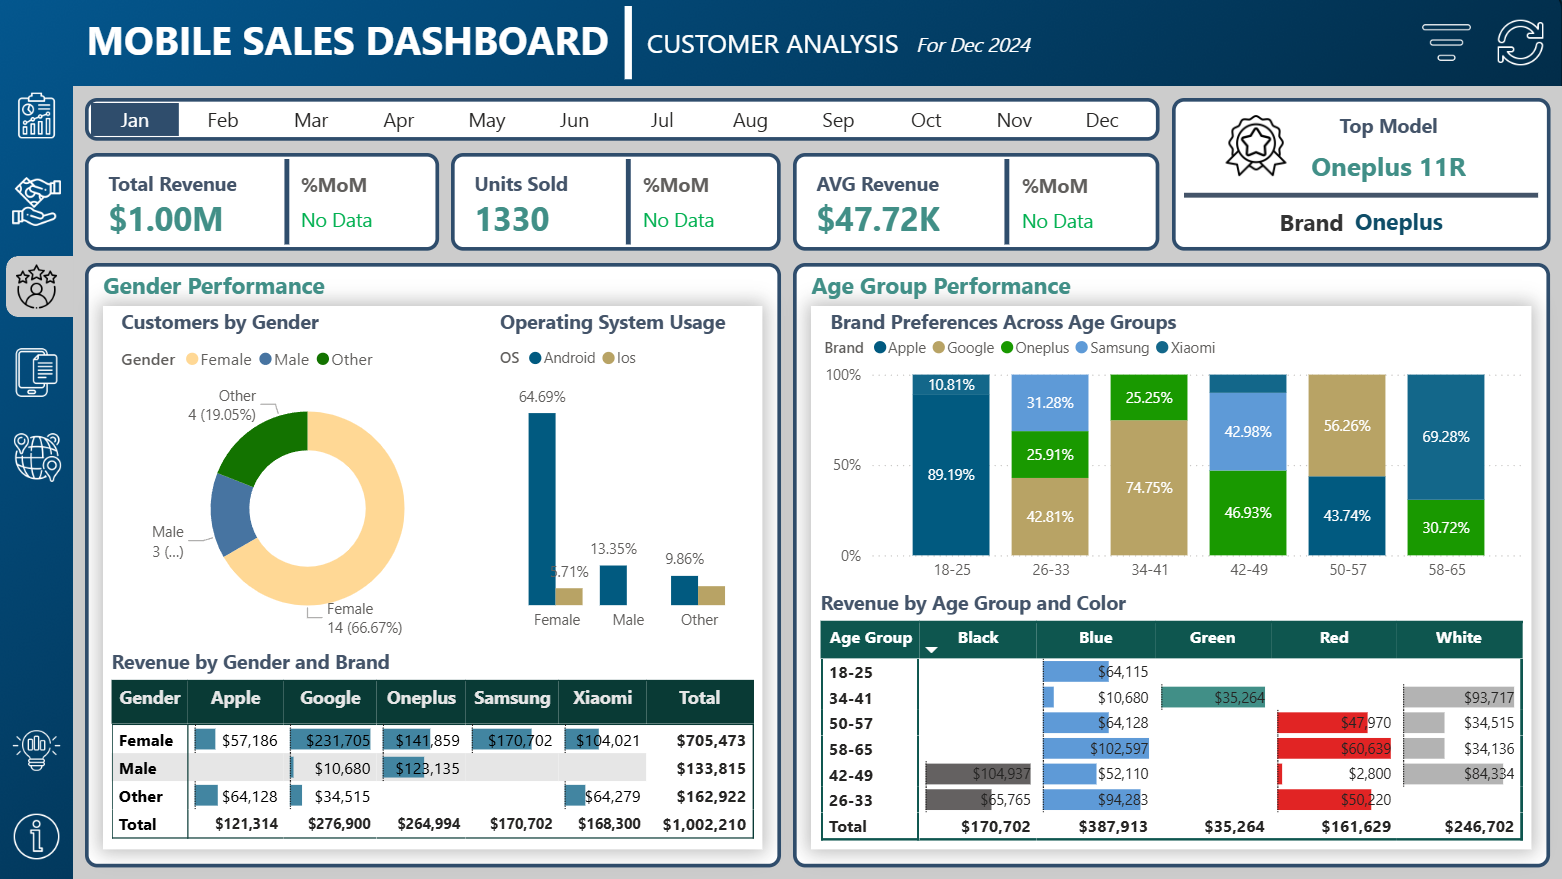 MOBILE SALES DASHBOARD CUSTOMER ANALYSIS For Dec 2024
Jan Feb Mar Apr May Jun Jul Aug Sep Oct Nov Dec
Total Revenue
$1.00M
%MoM
No Data
Units Sold
1330
%MoM
No Data
AVG Revenue
$47.72K
%MoM
No Data
Top Model
Oneplus 11R
Brand Oneplus
Gender Performance
Customers by Gender
Gender Female Male Other
Other
4 (19.05%)
Male
3 (...)
Female
14 (66.67%)
Operating System Usage
OS Android Ios
64.69%
5.71%
13.35%
9.86%
Female Male Other
Revenue by Gender and Brand
Gender Apple Google Oneplus Samsung Xiaomi Total
Female $57,186 $231,705 $141,859 $170,702 $104,021 $705,473
Male $10,680 $123,135 $133,815
Other $64,128 $34,515 $64,279 $162,922
Total $121,314 $276,900 $264,994 $170,702 $168,300 $1,002,210
Age Group Performance
Brand Preferences Across Age Groups
Brand Apple Google Oneplus Samsung Xiaomi
100%
50%
0%
10.81%
89.19%
31.28%
25.91%
42.81%
25.25%
74.75%
42.98%
46.93%
56.26%
43.74%
69.28%
30.72%
18-25 26-33 34-41 42-49 50-57 58-65
Revenue by Age Group and Color
Age Group Black Blue Green Red White
18-25 $64,115
34-41 $10,680 $35,264 $93,717
50-57 $64,128 $47,970 $34,515
58-65 $102,597 $60,639 $34,136
42-49 $104,937 $52,110 $2,800 $84,334
26-33 $65,765 $94,283 $50,220
Total $170,702 $387,913 $35,264 $161,629 $246,702